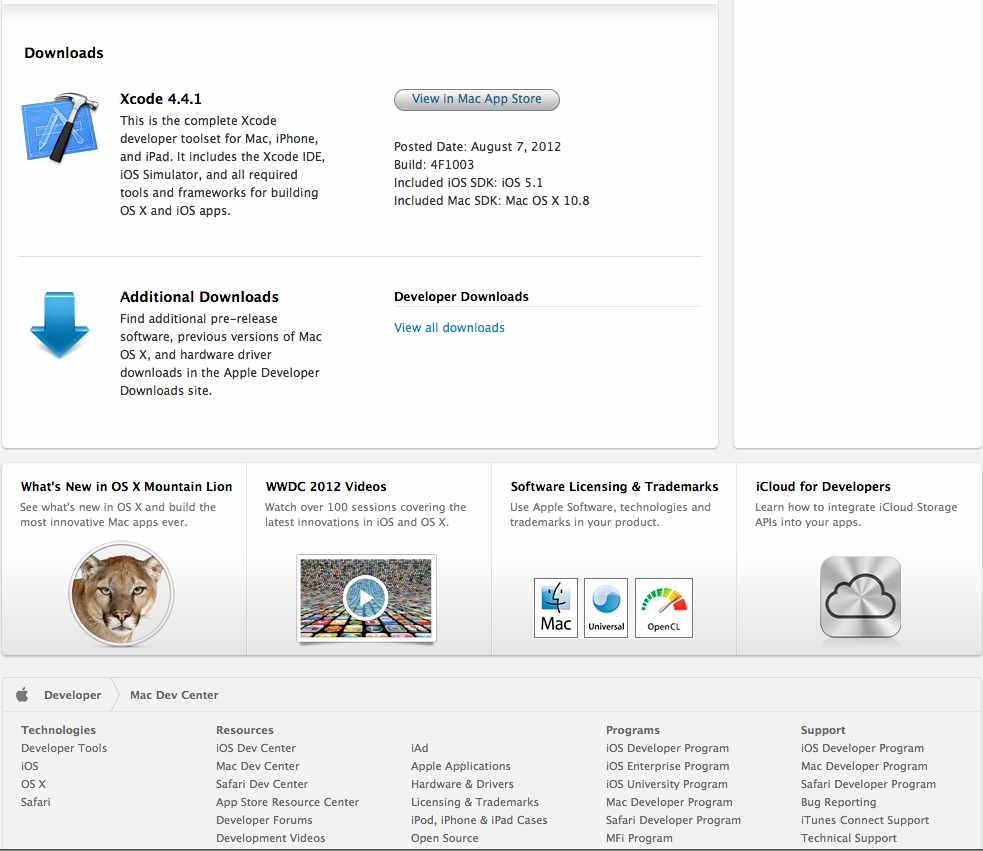 Downloads
Xcode 4.4.1
This is the complete Xcode
developer toolset for Mac, iPhone,
and iPad. It includes the Xcode IDE,
iOS Simulator, and all required
tools and frameworks for building
OS X and iOS apps.
View in Mac App Store
Posted Date: August 7, 2012
Build: 4F1003
Included iOS SDK: iOS 5.1
Included Mac SDK: Mac OS X 10.8
Additional Downloads
Find additional pre-release
software, previous versions of Mac
OS X, and hardware driver
downloads in the Apple Developer
Downloads site.
Developer Downloads
View all downloads
What's New in OS X Mountain Lion
See what's new in OS X and build the
most innovative Mac apps ever.
WWDC 2012 Videos
Watch over 100 sessions covering the
latest innovations in iOS and OS X.
Software Licensing & Trademarks
Use Apple Software, technologies and
trademarks in your product.
Mac
Universal
OpenCL
iCloud for Developers
Learn how to integrate iCloud Storage
APIs into your apps.
Developer
Mac Dev Center
Technologies
Developer Tools
iOS
OS X
Safari
Resources
iOS Dev Center
Mac Dev Center
Safari Dev Center
App Store Resource Center
Developer Forums
Development Videos
iAd
Apple Applications
Hardware & Drivers
Licensing & Trademarks
iPod, iPhone & iPad Cases
Open Source
Programs
iOS Developer Program
iOS Enterprise Program
iOS University Program
Mac Developer Program
Safari Developer Program
MFi Program
Support
iOS Developer Program
Mac Developer Program
Safari Developer Program
Bug Reporting
iTunes Connect Support
Technical Support